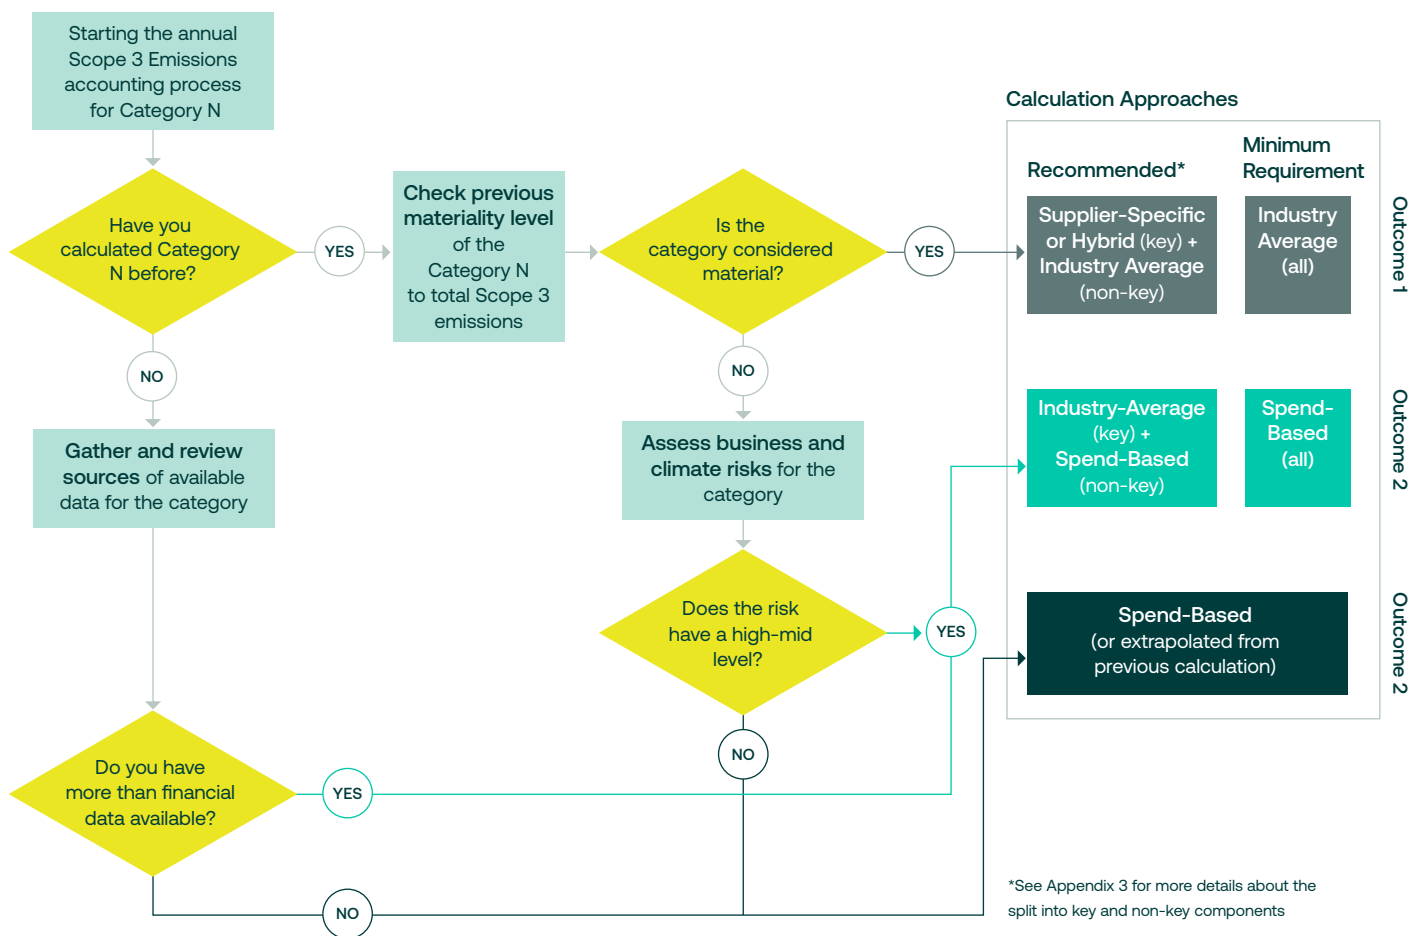 Starting the annual
Scope 3 Emissions
accounting process
for Category N
Have you
calculated Category
N before?
YES
Check previous
materiality level
of the
Category N
to total Scope 3
emissions
Is the
category considered
material?
YES
Calculation Approaches
Recommended*
Minimum
Requirement
Supplier-Specific
or Hybrid (key) +
Industry Average
(non-key)
Industry
Average
(all)
Outcome 1
NO
NO
Gather and review
sources of available
data for the category
Assess business and
climate risks for the
category
Industry-Average
(key) +
Spend-Based
(non-key)
Spend-
Based
(all)
Outcome 2
Does the risk
have a high-mid
level?
YES
Spend-Based
(or extrapolated from
previous calculation)
Outcome 2
NO
Do you have
more than financial
data available?
YES
NO
*See Appendix 3 for more details about the
split into key and non-key components